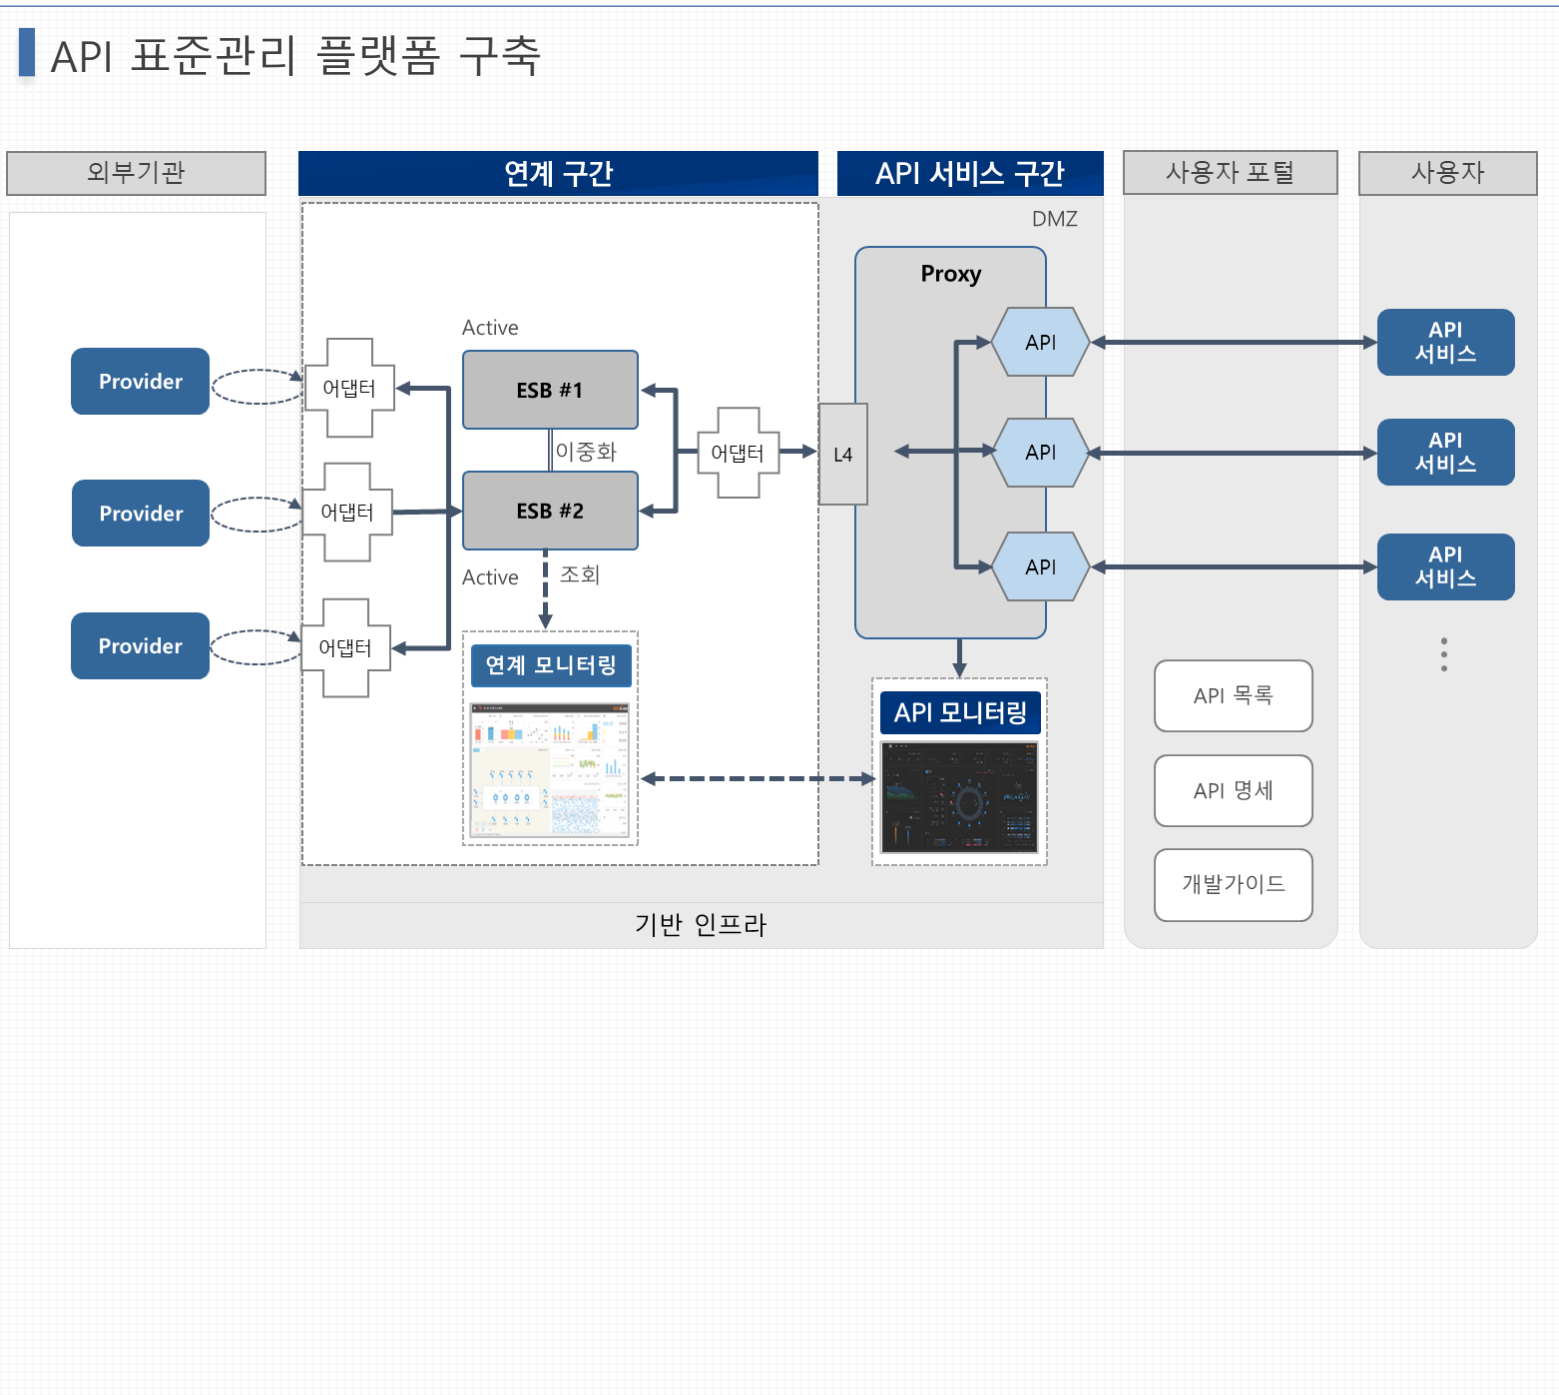 API 표준관리 플랫폼 구축
외부기관
연계 구간
API 서비스 구간
사용자 포털
사용자
DMZ
Proxy
Active
API
API
서비스
Provider
어댑터
ESB #1
이중화
어댑터
L4
API
API
서비스
Provider
어댑터
ESB #2
Active
조회
API
API
서비스
Provider
어댑터
연계 모니터링
API 모니터링
API 목록
API 명세
개발가이드
기반 인프라